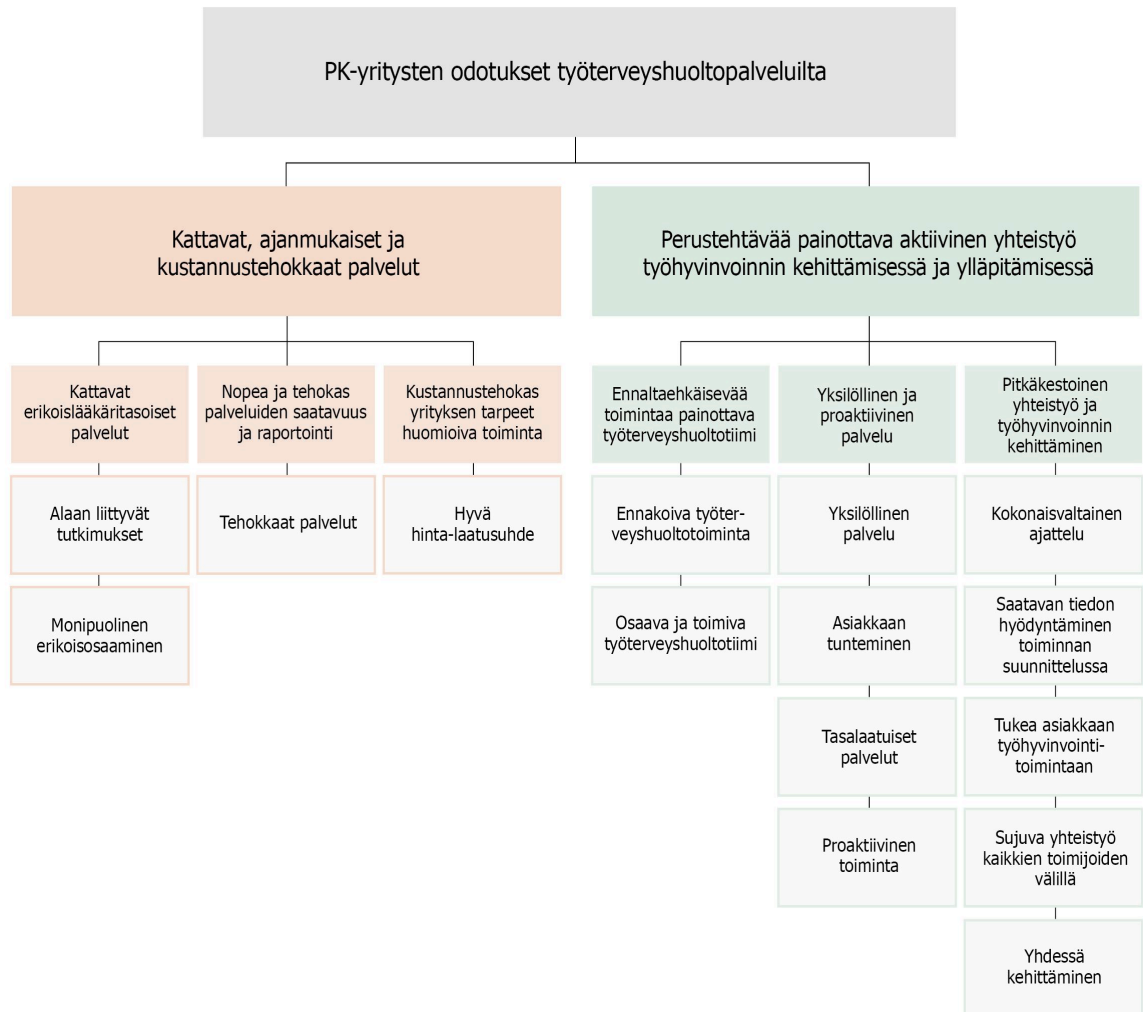 PK-yritysten odotukset työterveyshuoltopalveluilta
Kattavat, ajanmukaiset ja
kustannustehokkaat palvelut
Perustehtävää painottava aktiivinen yhteistyö
työhyvinvoinnin kehittämisessä ja ylläpitämisessä
Kattavat
erikoislääkäritasoiset
palvelut
Nopea ja tehokas
palveluiden saatavuus
ja raportointi
Kustannustehokas
yrityksen tarpeet
huomioiva toiminta
Ennaltaehkäisevää
toimintaa painottava
työterveyshuoltotiimi
Yksilöllinen ja
proaktiivinen
palvelu
Pitkäkestoinen
yhteistyö ja
työhyvinvoinnin
kehittäminen
Alaan liittyvät
tutkimukset
Tehokkaat palvelut
Hyvä
hinta-laatusuhde
Ennakoiva työter-
veyshuoltotoiminta
Yksilöllinen
palvelu
Kokonaisvaltainen
ajattelu
Monipuolinen
erikoisosaaminen
Osaava ja toimiva
työterveyshuoltotiimi
Asiakkaan
tunteminen
Saatavan tiedon
hyödyntäminen
toiminnan
suunnittelussa
Tasalaatuiset
palvelut
Tukea asiakkaan
työhyvinvointi-
toimintaan
Proaktiivinen
toiminta
Sujuva yhteistyö
kaikkien toimijoiden
välillä
Yhdessä
kehittäminen